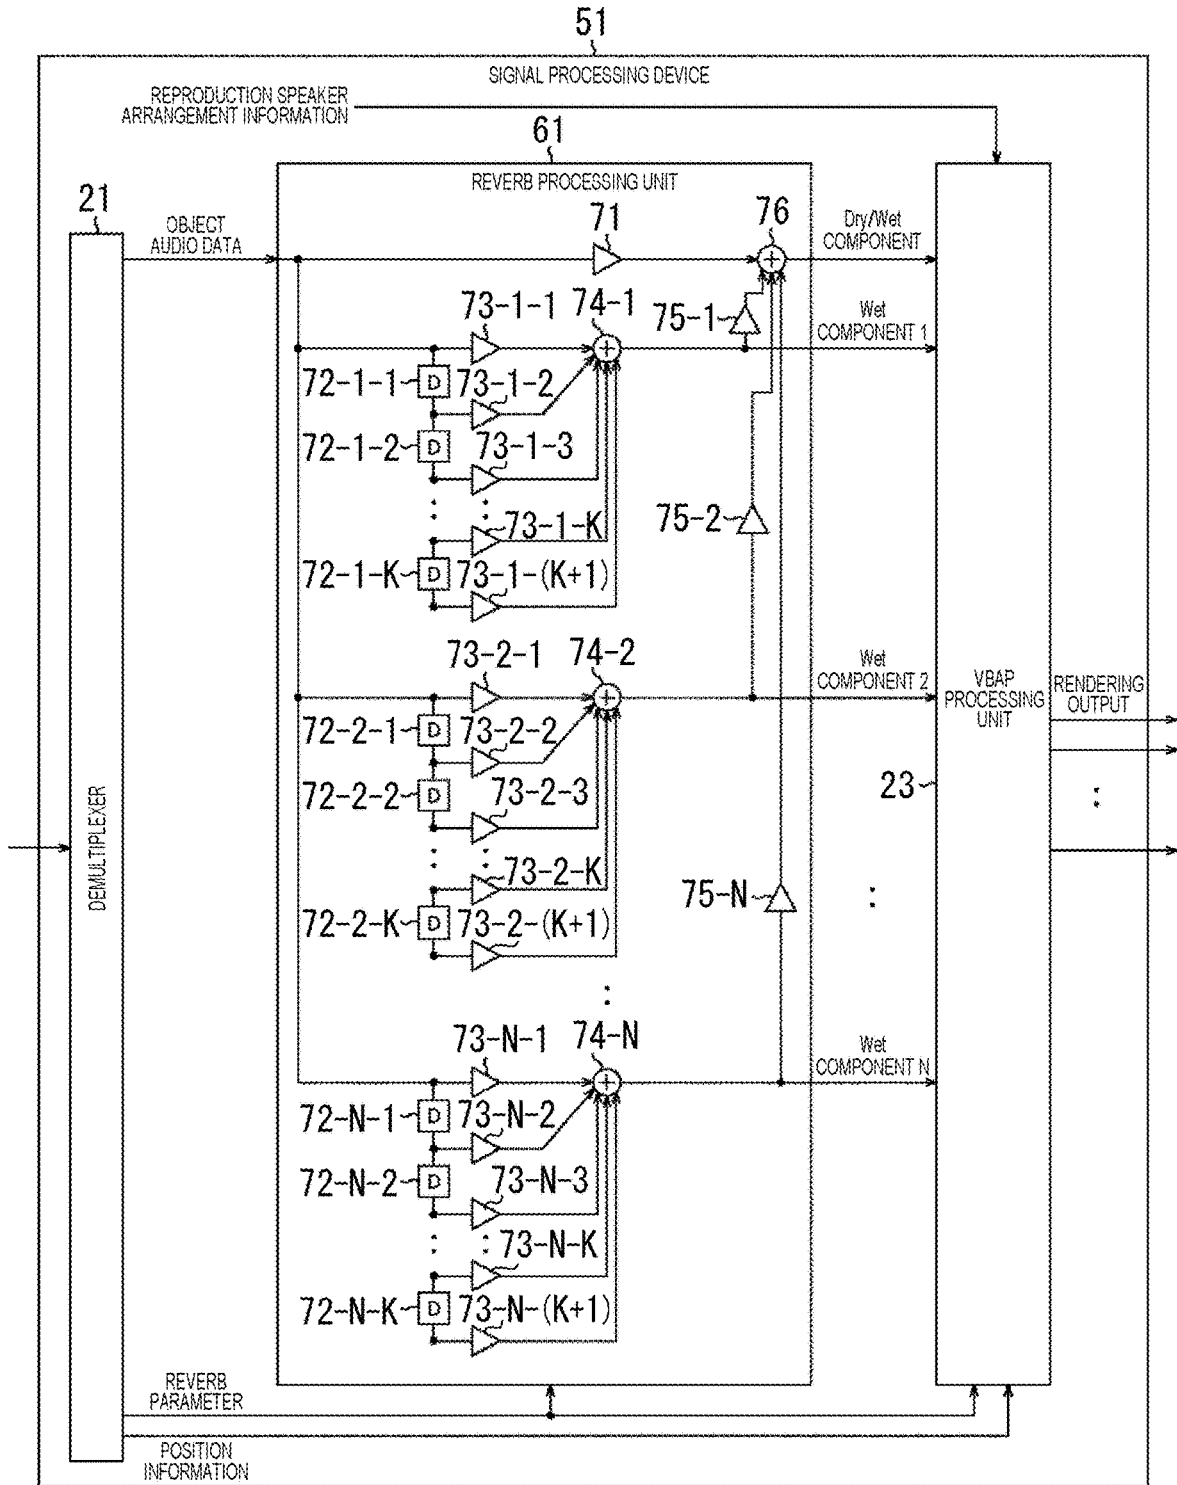 51
SIGNAL PROCESSING DEVICE
REPRODUCTION SPEAKER
ARRANGEMENT INFORMATION
61
REVERB PROCESSING UNIT
21
OBJECT
AUDIO DATA
71
76
Dry/Wet
COMPONENT
73-1-1
74-1
75-1
Wet
COMPONENT 1
72-1-1
D
73-1-2
72-1-2
D
73-1-3
75-2
73-1-K
72-1-K
D
73-1-(K+1)
73-2-1
74-2
Wet
COMPONENT 2
VBAP
PROCESSING
UNIT
RENDERING
OUTPUT
72-2-1
D
73-2-2
72-2-2
D
73-2-3
23
DEMULTIPLEXER
73-2-K
75-N
72-2-K
D
73-2-(K+1)
73-N-1
74-N
Wet
COMPONENT N
72-N-1
D
73-N-2
72-N-2
D
73-N-3
73-N-K
72-N-K
D
73-N-(K+1)
REVERB
PARAMETER
POSITION
INFORMATION